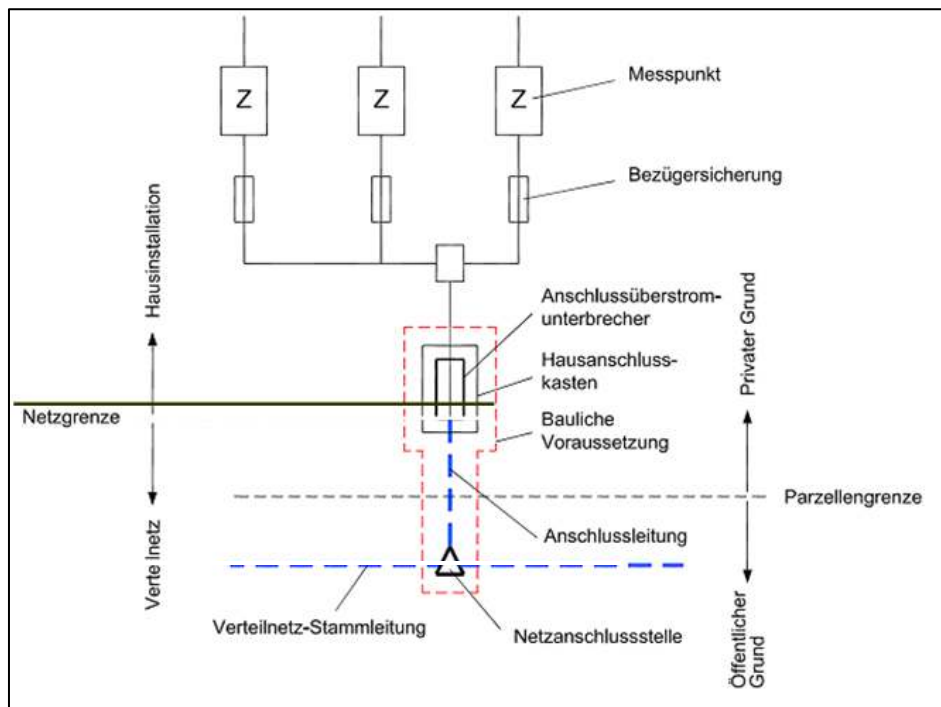 Z
Z
Z
Messpunkt
Bezügersicherung
Hausinstallation
Anschlussüberstrom-
unterbrecher
Hausanschluss-
kasten
Privater Grund
Netzgrenze
Bauliche
Voraussetzung
Parzellengrenze
Anschlussleitung
Verte lnetz
Verteilnetz-Stammleitung
Netzanschlussstelle
Öffentlicher
Grund